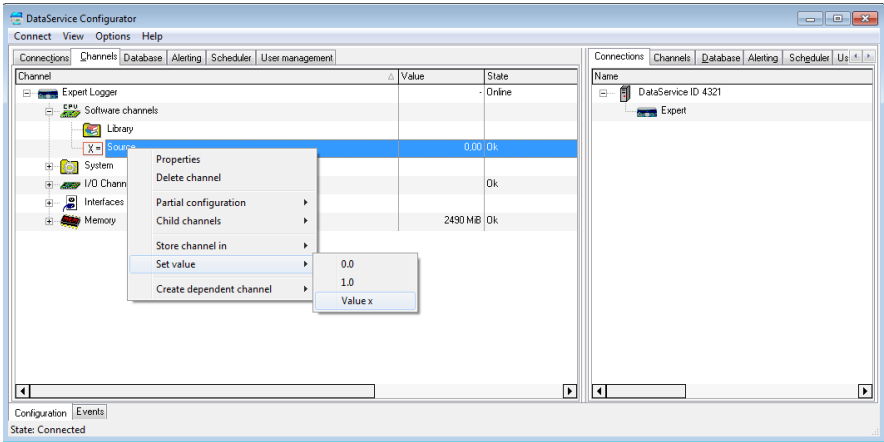 DataService Configurator
Connect View Options Help
Connections Channels Database Alerting Scheduler User management
Channel Value State
Expert Logger - Online
CPU
Software channels
Library
X = Source 0,00 Ok
System
I/O Chann Ok
Interfaces
Memory 2490 MiB Ok
Properties
Delete channel
Partial configuration
Child channels
Store channel in
Set value
Create dependent channel
0.0
1.0
Value x
Connections Channels Database Alerting Scheduler Us
Name
DataService ID 4321
Expert
Configuration Events
State: Connected